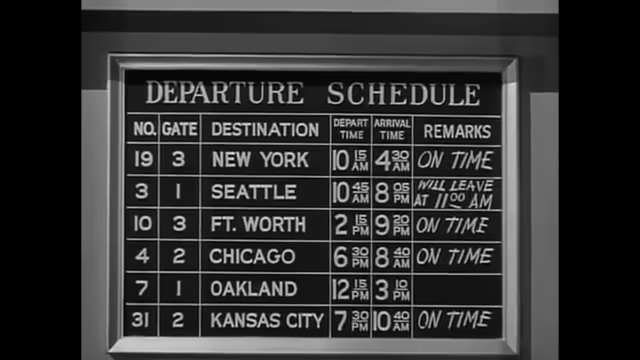 DEPARTURE SCHEDULE
NO. GATE DESTINATION DEPART TIME ARRIVAL TIME REMARKS
19 3 NEW YORK 10 15 AM 4 30 AM ON TIME
3 1 SEATTLE 10 45 AM 8 05 PM WILL LEAVE AT 11 00 AM
10 3 FT. WORTH 2 15 PM 9 20 PM ON TIME
4 2 CHICAGO 6 30 PM 8 40 AM ON TIME
7 1 OAKLAND 12 15 PM 3 10 PM
31 2 KANSAS CITY 7 30 PM 10 40 AM ON TIME